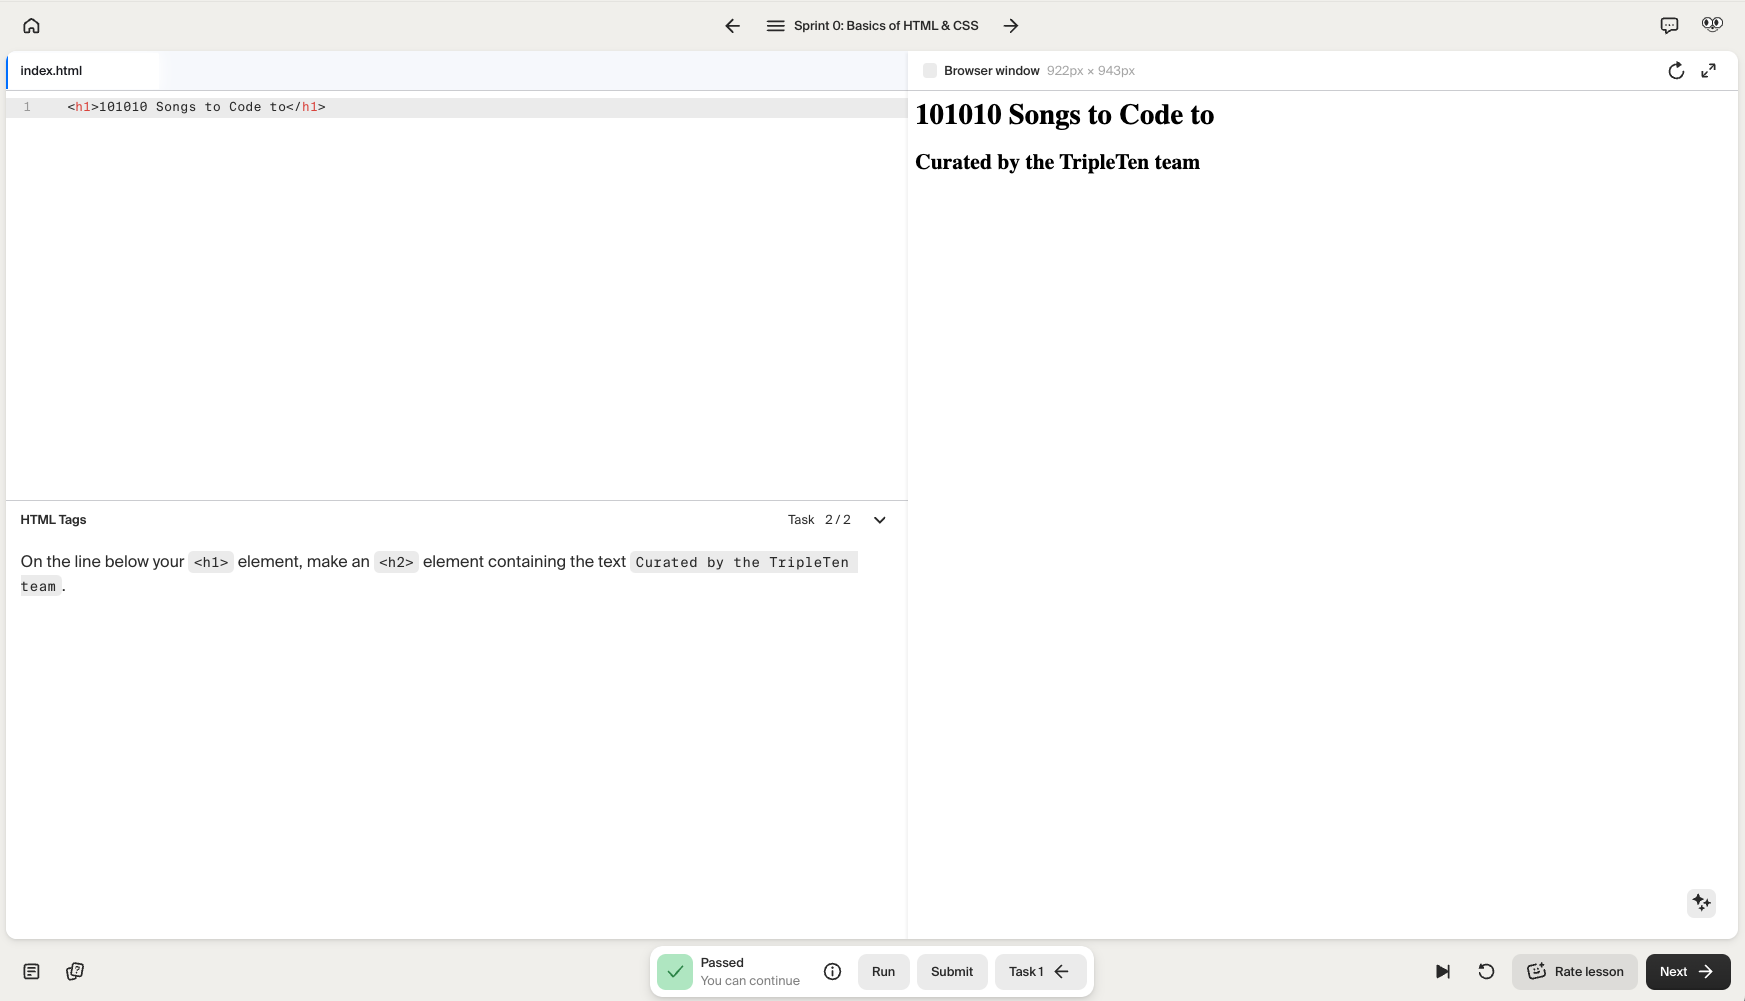 Sprint 0: Basics of HTML & CSS
index.html
1 <h1>101010 Songs to Code to</h1>
HTML Tags Task 2 / 2
On the line below your <h1> element, make an <h2> element containing the text Curated by the TripleTen
team.
Browser window 922px × 943px
101010 Songs to Code to
Curated by the TripleTen team
Passed
You can continue
Run
Submit
Task 1
Rate lesson
Next